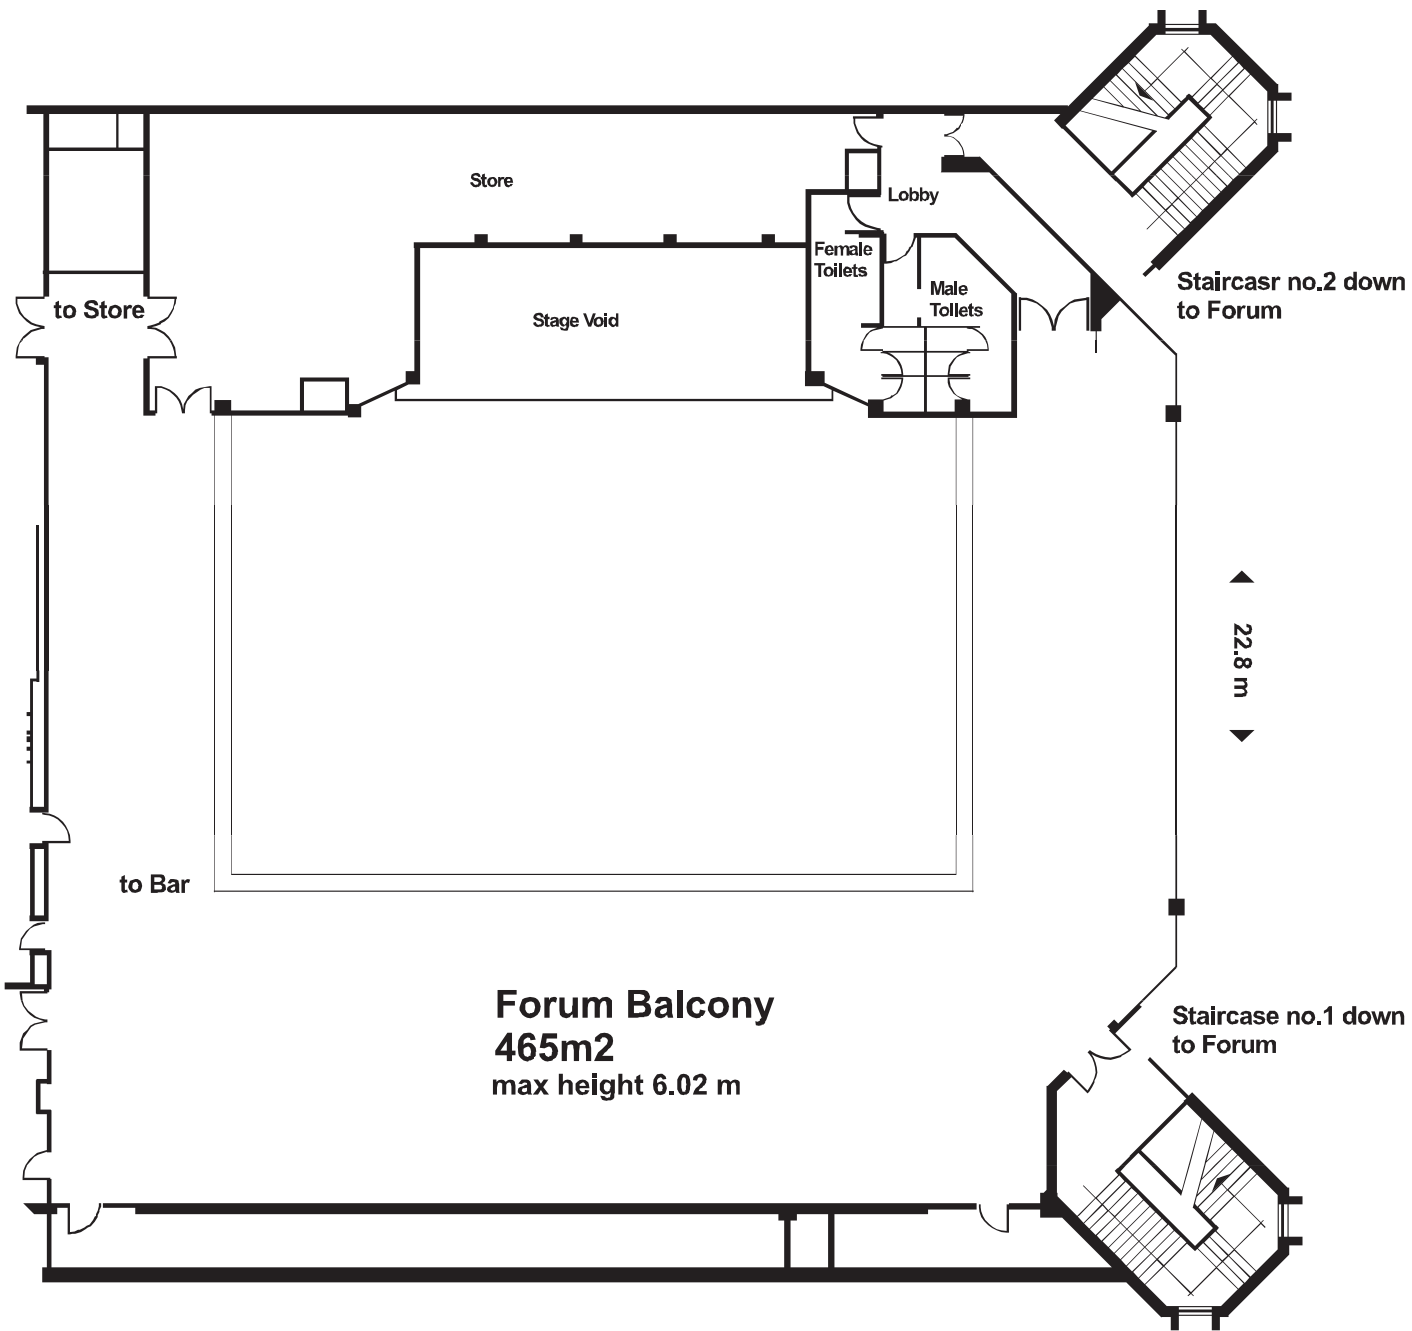 Store
Lobby
Female
Toilets
Male
Tollets
Staircasr no.2 down
to Forum
to Store
Stage Void
22.8 m
to Bar
Forum Balcony
465m2
max height 6.02 m
Staircase no.1 down
to Forum